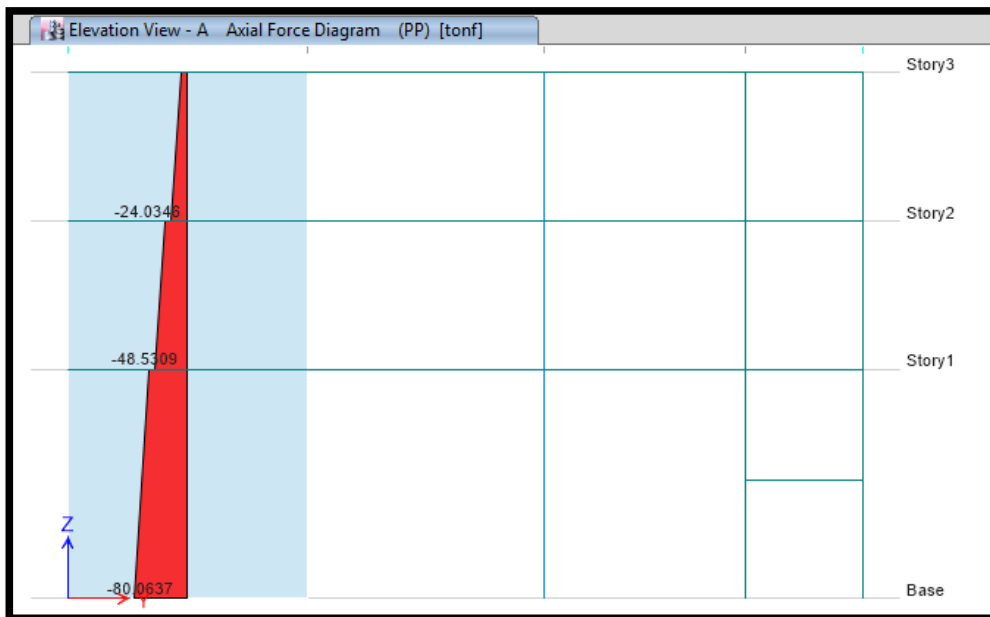 Elevation View - A   Axial Force Diagram   (PP)  [tonf]
Story3
-24.0346
Story2
-48.5309
Story1
Z
-80.0637
Y
Base